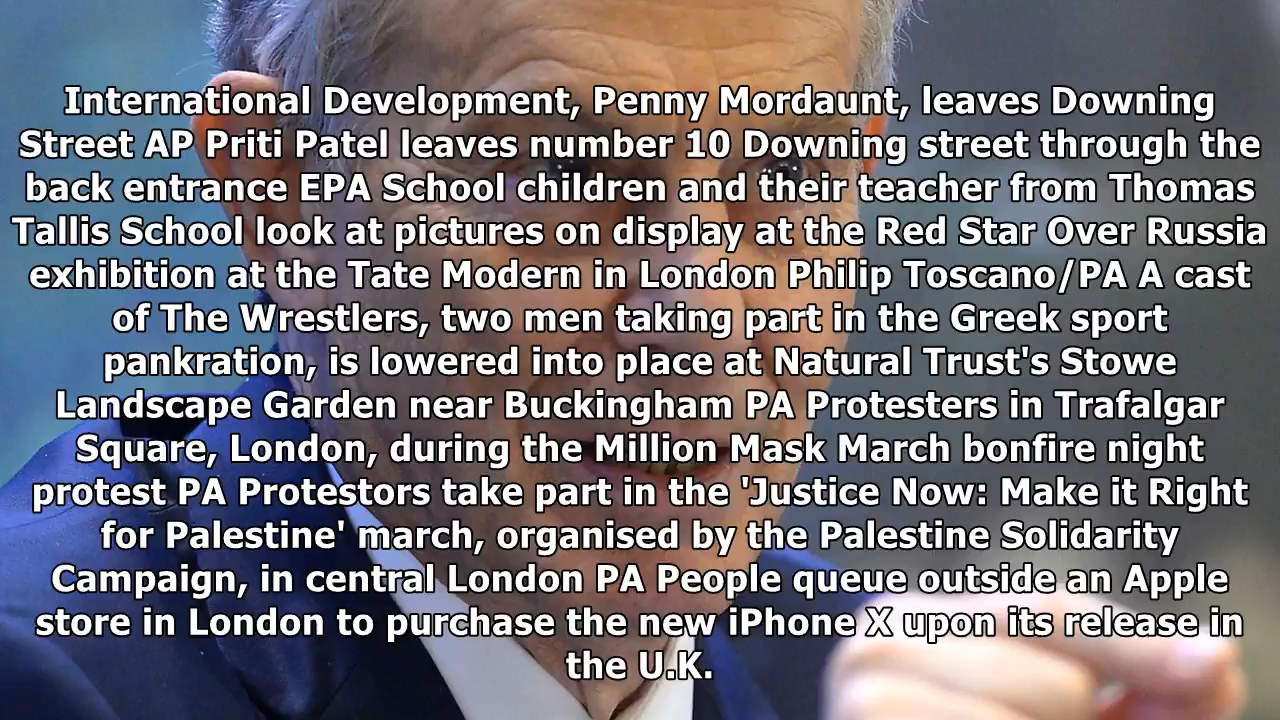 International Development, Penny Mordaunt, leaves Downing
Street AP Priti Patel leaves number 10 Downing street through the
back entrance EPA School children and their teacher from Thomas
Tallis School look at pictures on display at the Red Star Over Russia
exhibition at the Tate Modern in London Philip Toscano/PA A cast
of The Wrestlers, two men taking part in the Greek sport
pankration, is lowered into place at Natural Trust's Stowe
Landscape Garden near Buckingham PA Protesters in Trafalgar
Square, London, during the Million Mask March bonfire night
protest PA Protestors take part in the 'Justice Now: Make it Right
for Palestine' march, organised by the Palestine Solidarity
Campaign, in central London PA People queue outside an Apple
store in London to purchase the new iPhone X upon its release in
the U.K.